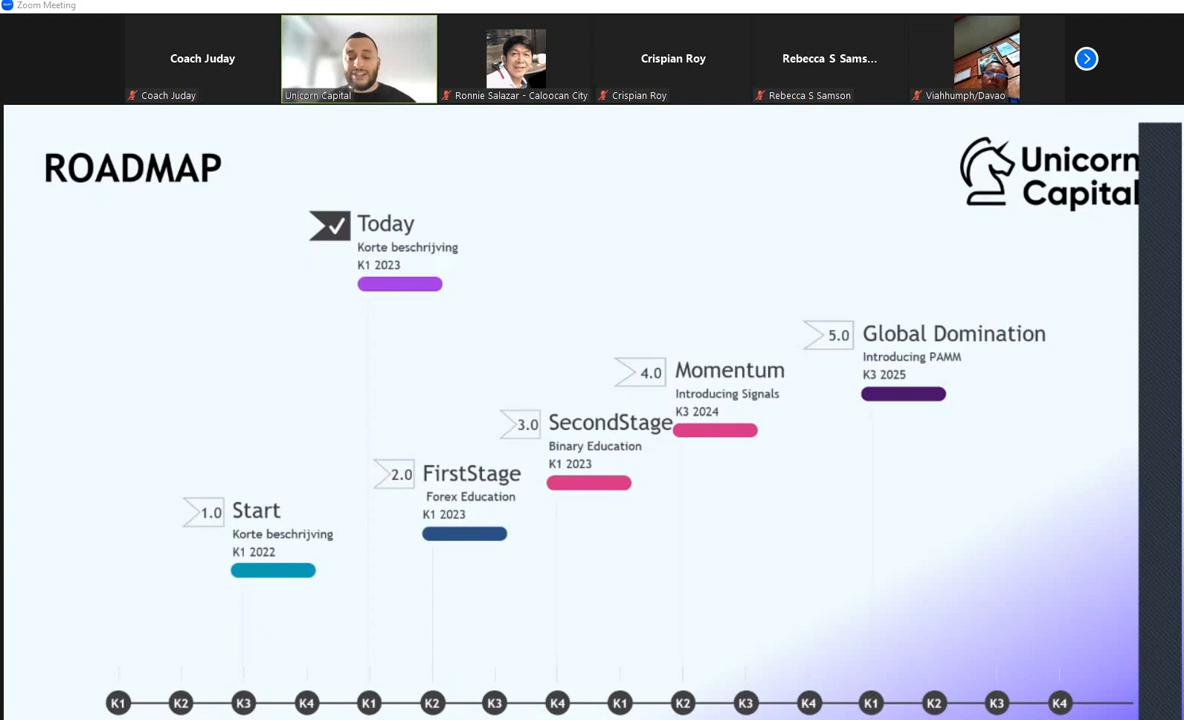 Zoom Meeting
Coach Juday
Crispian Roy
Rebecca S Sams...
Coach Juday
Unicorn Capital
Ronnie Salazar - Caloocan City
Crispian Roy
Rebecca S Samson
Viahhumph/Davao
ROADMAP
Unicorn
Capital
Today
Korte beschrijving
K1 2023
5.0 Global Domination
Introducing PAMM
K3 2025
4.0 Momentum
Introducing Signals
K3 2024
3.0 SecondStage
Binary Education
K1 2023
2.0 FirstStage
Forex Education
K1 2023
1.0 Start
Korte beschrijving
K1 2022
K1 K2 K3 K4 K1 K2 K3 K4 K1 K2 K3 K4 K1 K2 K3 K4